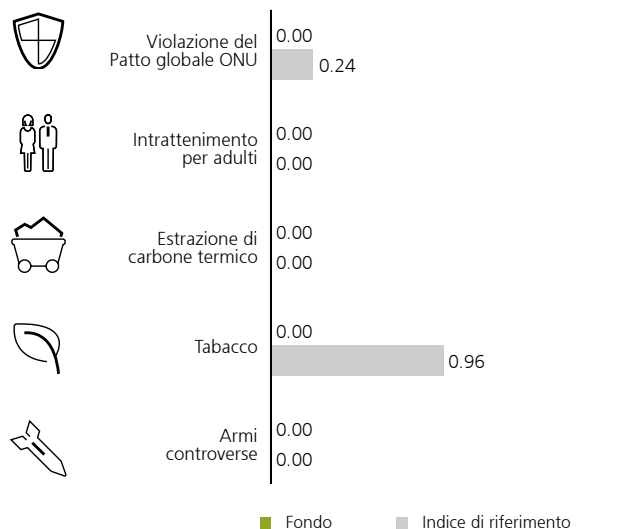 Violazione del
Patto globale ONU
0.00
0.24
Intrattenimento
per adulti
0.00
0.00
Estrazione di
carbone termico
0.00
0.00
Tabacco
0.00
0.96
Armi
controverse
0.00
0.00
Fondo
Indice di riferimento